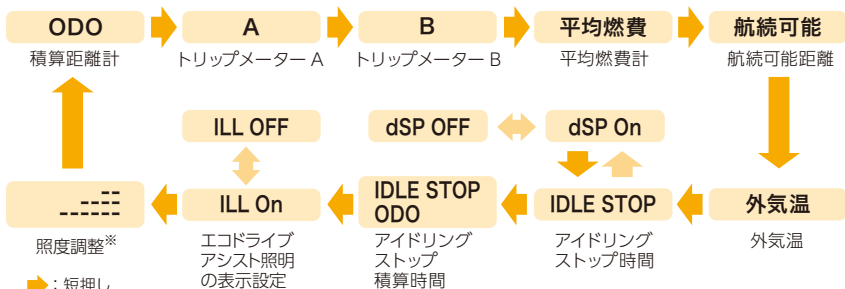 ODO
積算距離計
A
トリップメーター A
B
トリップメーター B
平均燃費
平均燃費計
航続可能
航続可能距離
ILL OFF
dSP OFF
dSP On
照度調整※
ILL On
エコドライブ
アシスト照明
の表示設定
IDLE STOP
ODO
アイドリング
ストップ
積算時間
IDLE STOP
アイドリング
ストップ時間
外気温
外気温
：短押し